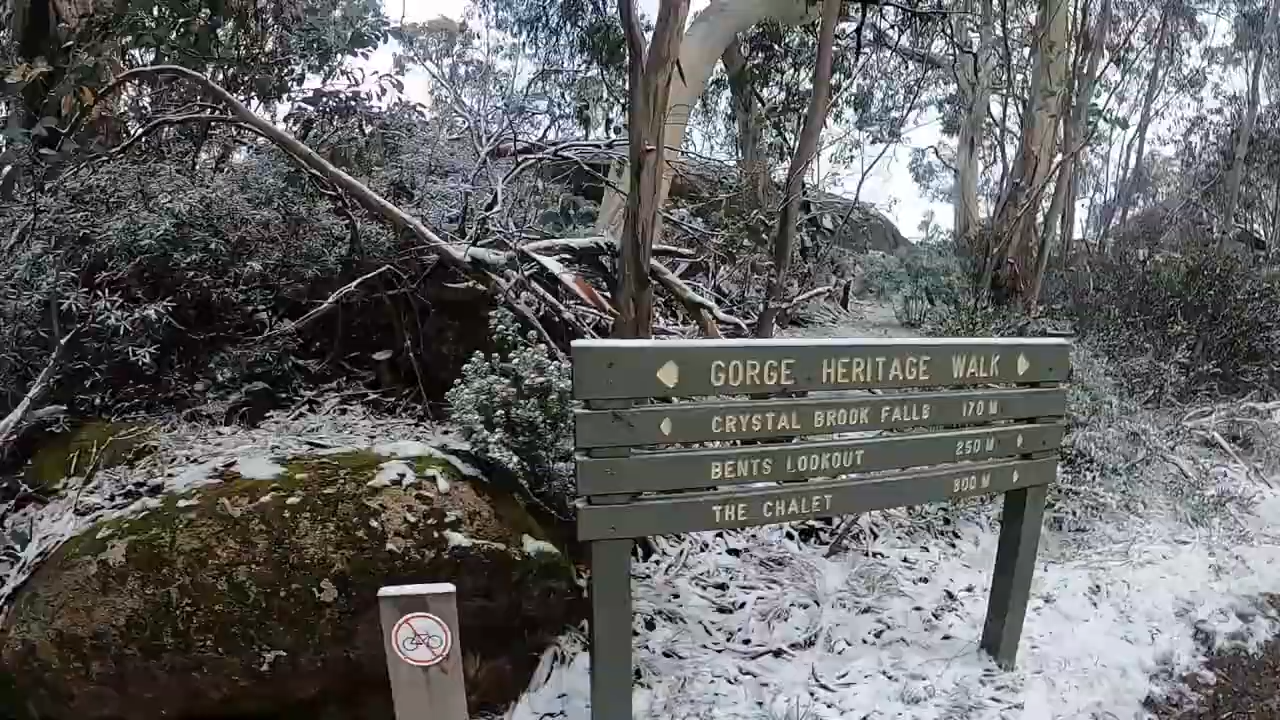 GORGE HERITAGE WALK
CRYSTAL BROOK FALLS 170 M
BENTS LOOKOUT 250 M
THE CHALET 800 M